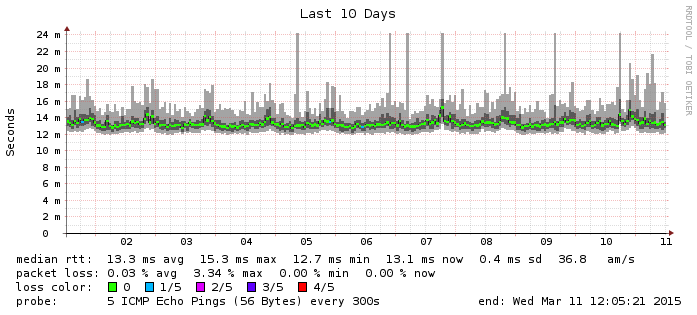 Last 10 Days
RRDTOOL / TOBI OETIKER
Seconds
24 m
22 m
20 m
18 m
16 m
14 m
12 m
10 m
8 m
6 m
4 m
2 m
0
02 03 04 05 06 07 08 09 10 11
median rtt: 13.3 ms avg 15.3 ms max 12.7 ms min 13.1 ms now 0.4 ms sd 36.8 am/s
packet loss: 0.03 % avg 3.34 % max 0.00 % min 0.00 % now
loss color: 0 1/5 2/5 3/5 4/5
probe: 5 ICMP Echo Pings (56 Bytes) every 300s end: Wed Mar 11 12:05:21 2015